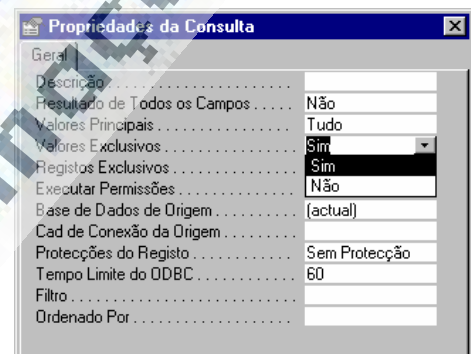 Propriedades da Consulta
Geral
Descrição . . . . . . . . . . . . . . . . . . . . . .
Resultado de Todos os Campos . . . . . Não
Valores Principais . . . . . . . . . . . . . . . . Tudo
Valores Exclusivos . . . . . . . . . . . . . . . Sim
Registos Exclusivos . . . . . . . . . . . . . . Sim
Executar Permissões . . . . . . . . . . . . . Não
Base de Dados de Origem . . . . . . . . . . (actual)
Cad de Conexão da Origem . . . . . . . . .
Protecções do Registo . . . . . . . . . . . . Sem Protecção
Tempo Limite do ODBC . . . . . . . . . . . . 60
Filtro . . . . . . . . . . . . . . . . . . . . . . . . . .
Ordenado Por . . . . . . . . . . . . . . . . . . .